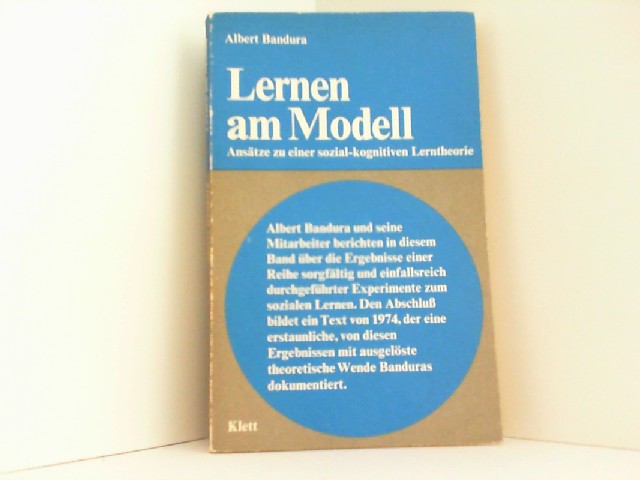 Albert Bandura
Lernen
am Modell
Ansätze zu einer sozial-kognitiven Lerntheorie
Albert Bandura und seine
Mitarbeiter berichten in diesem
Band über die Ergebnisse einer
Reihe sorgfältig und einfallsreich
durchgeführter Experimente zum
sozialen Lernen. Den Abschluß
bildet ein Text von 1974, der eine
erstaunliche, von diesen
Ergebnissen mit ausgelöste
theoretische Wende Banduras
dokumentiert.
Klett